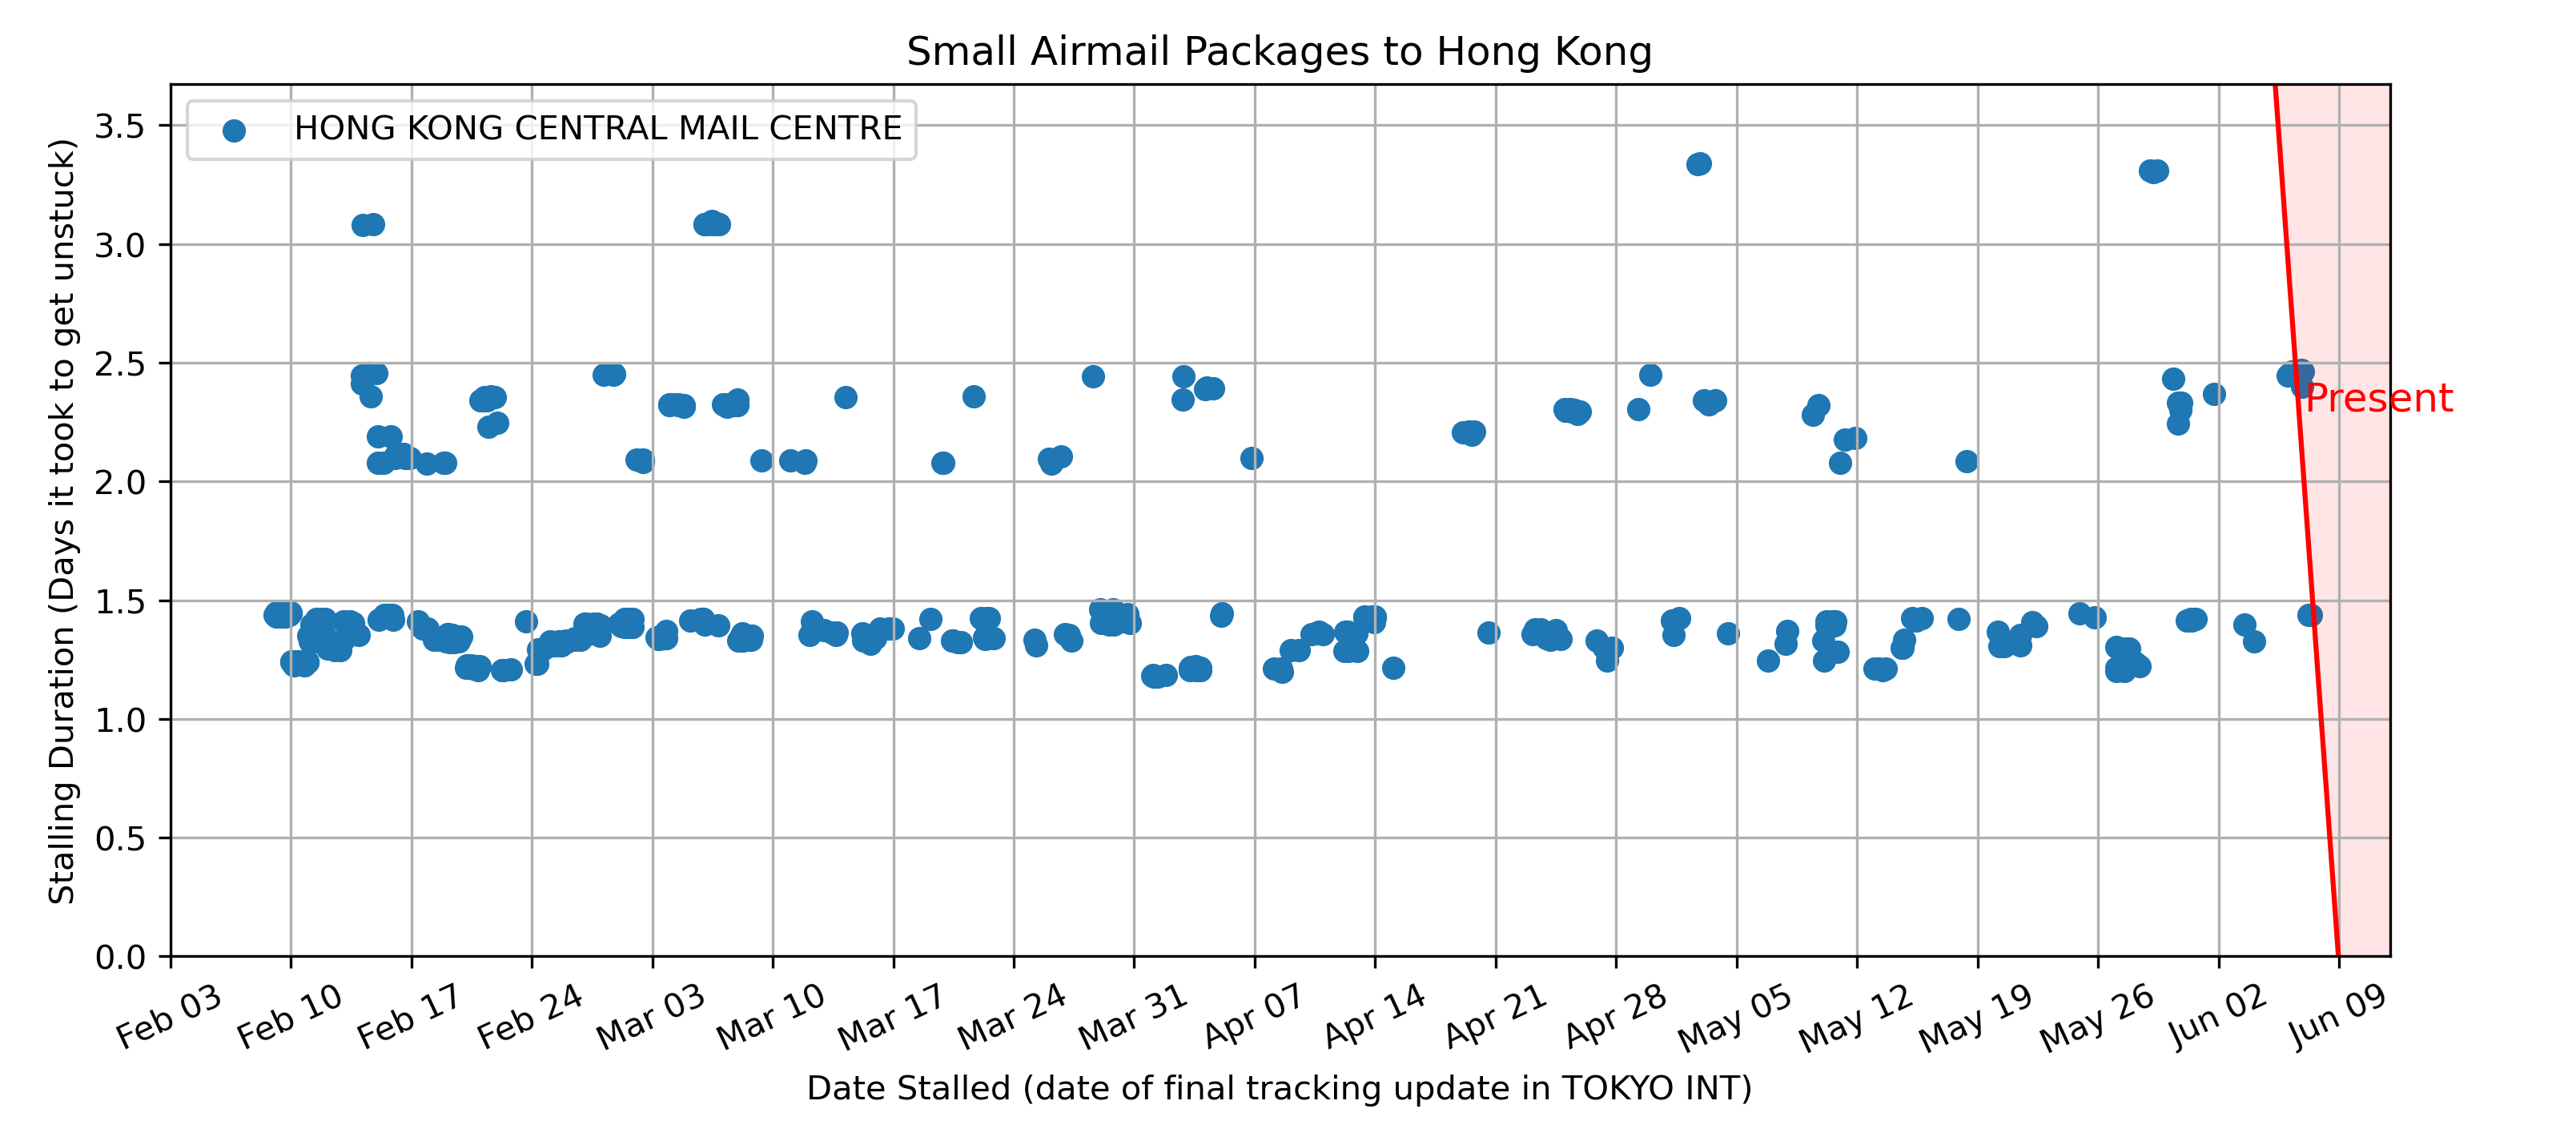 Small Airmail Packages to Hong Kong
HONG KONG CENTRAL MAIL CENTRE
Stalling Duration (Days it took to get unstuck)
3.5
3.0
2.5
2.0
1.5
1.0
0.5
0.0
Present
Feb 03 Feb 10 Feb 17 Feb 24 Mar 03 Mar 10 Mar 17 Mar 24 Mar 31 Apr 07 Apr 14 Apr 21 Apr 28 May 05 May 12 May 19 May 26 Jun 02 Jun 09
Date Stalled (date of final tracking update in TOKYO INT)